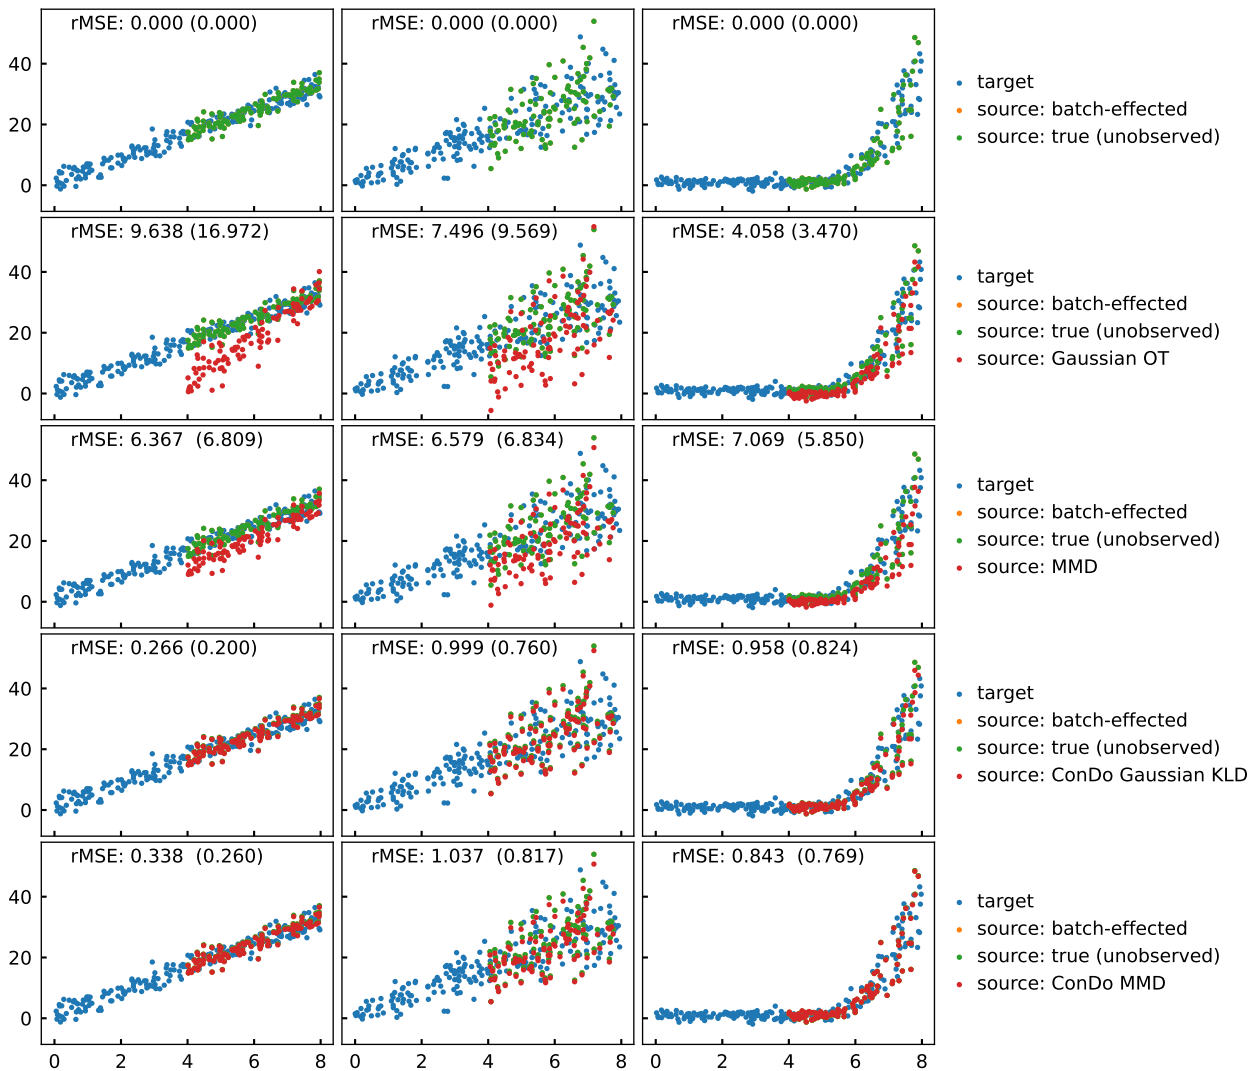 rMSE: 0.000 (0.000)
rMSE: 0.000 (0.000)
rMSE: 0.000 (0.000)
40
20
0
target
source: batch-effected
source: true (unobserved)
rMSE: 9.638 (16.972)
rMSE: 7.496 (9.569)
rMSE: 4.058 (3.470)
40
20
0
target
source: batch-effected
source: true (unobserved)
source: Gaussian OT
rMSE: 6.367  (6.809)
rMSE: 6.579  (6.834)
rMSE: 7.069  (5.850)
40
20
0
target
source: batch-effected
source: true (unobserved)
source: MMD
rMSE: 0.266 (0.200)
rMSE: 0.999 (0.760)
rMSE: 0.958 (0.824)
40
20
0
target
source: batch-effected
source: true (unobserved)
source: ConDo Gaussian KLD
rMSE: 0.338  (0.260)
rMSE: 1.037  (0.817)
rMSE: 0.843  (0.769)
40
20
0
target
source: batch-effected
source: true (unobserved)
source: ConDo MMD
0 2 4 6 8
0 2 4 6 8
0 2 4 6 8